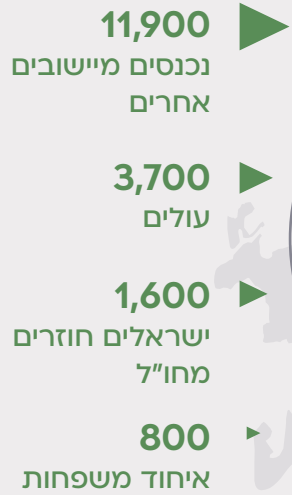 11,900
נכנסים מיישובים
אחרים
3,700
עולים
1,600
ישראלים חוזרים
מחו"ל
800
איחוד משפחות